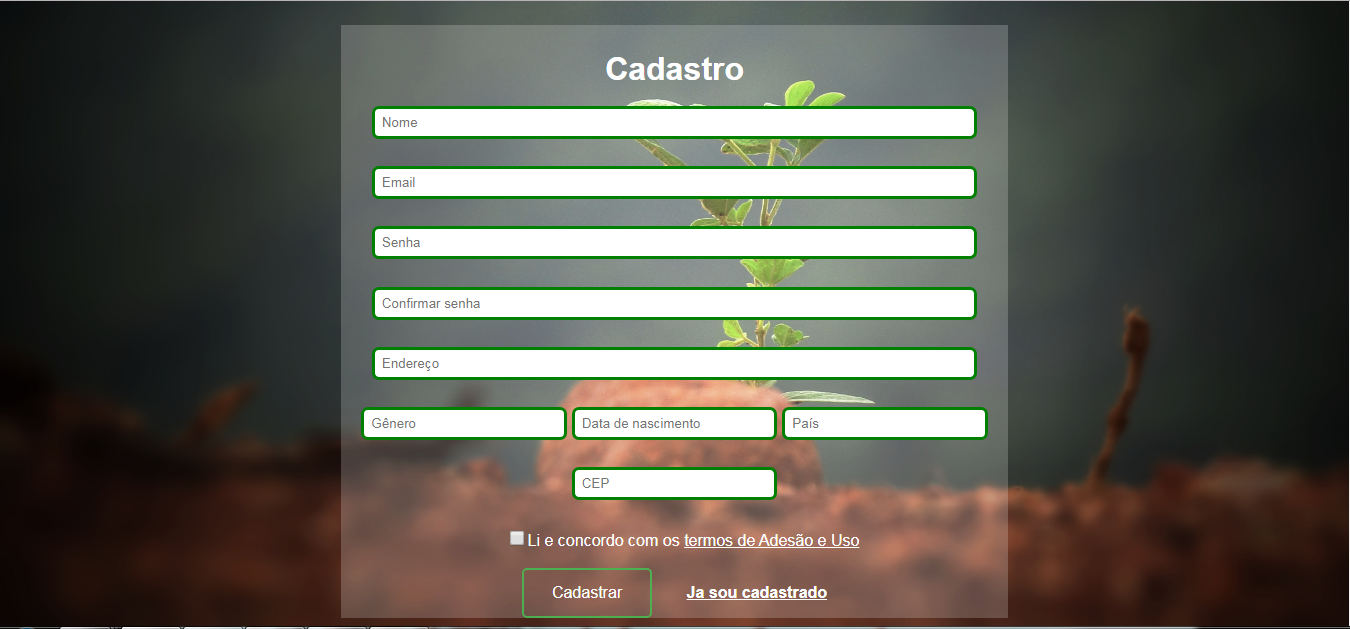 Cadastro
Nome
Email
Senha
Confirmar senha
Endereço
Gênero Data de nascimento País
CEP
Li e concordo com os termos de Adesão e Uso
Cadastrar Ja sou cadastrado